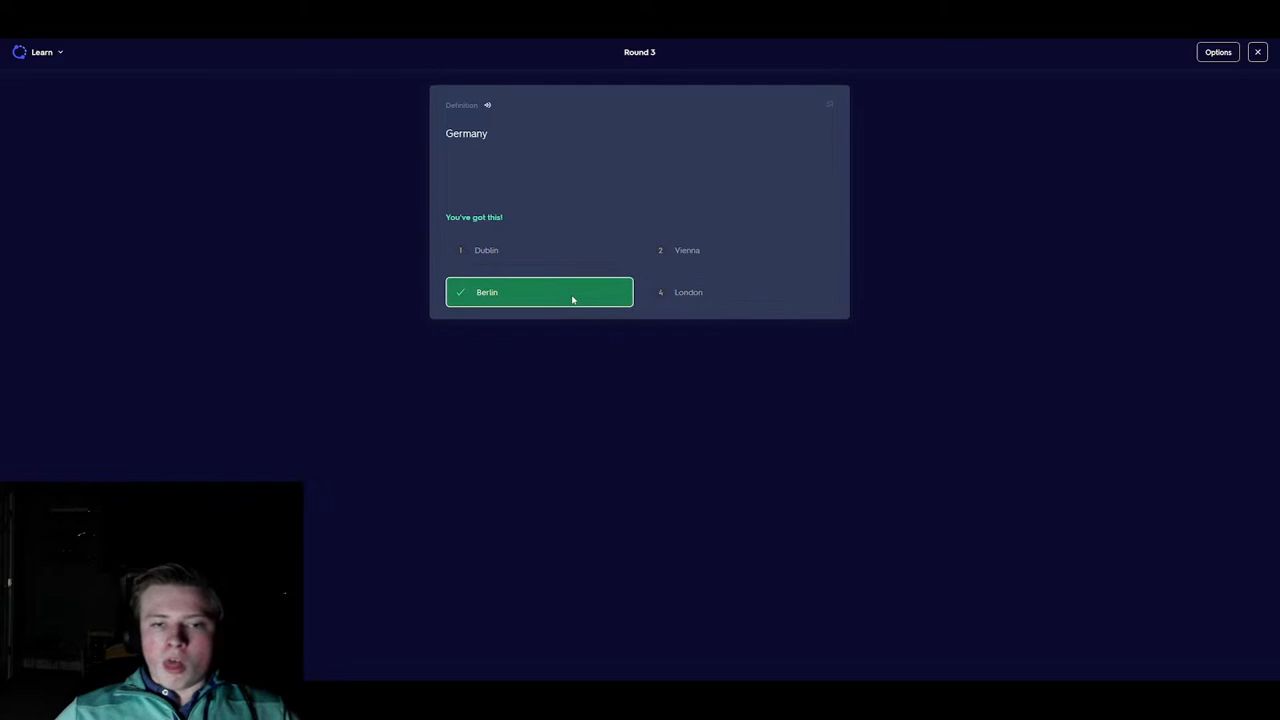 Learn
Round 3
Options
Definition
Germany
You've got this!
1 Dublin
2 Vienna
Berlin
4 London